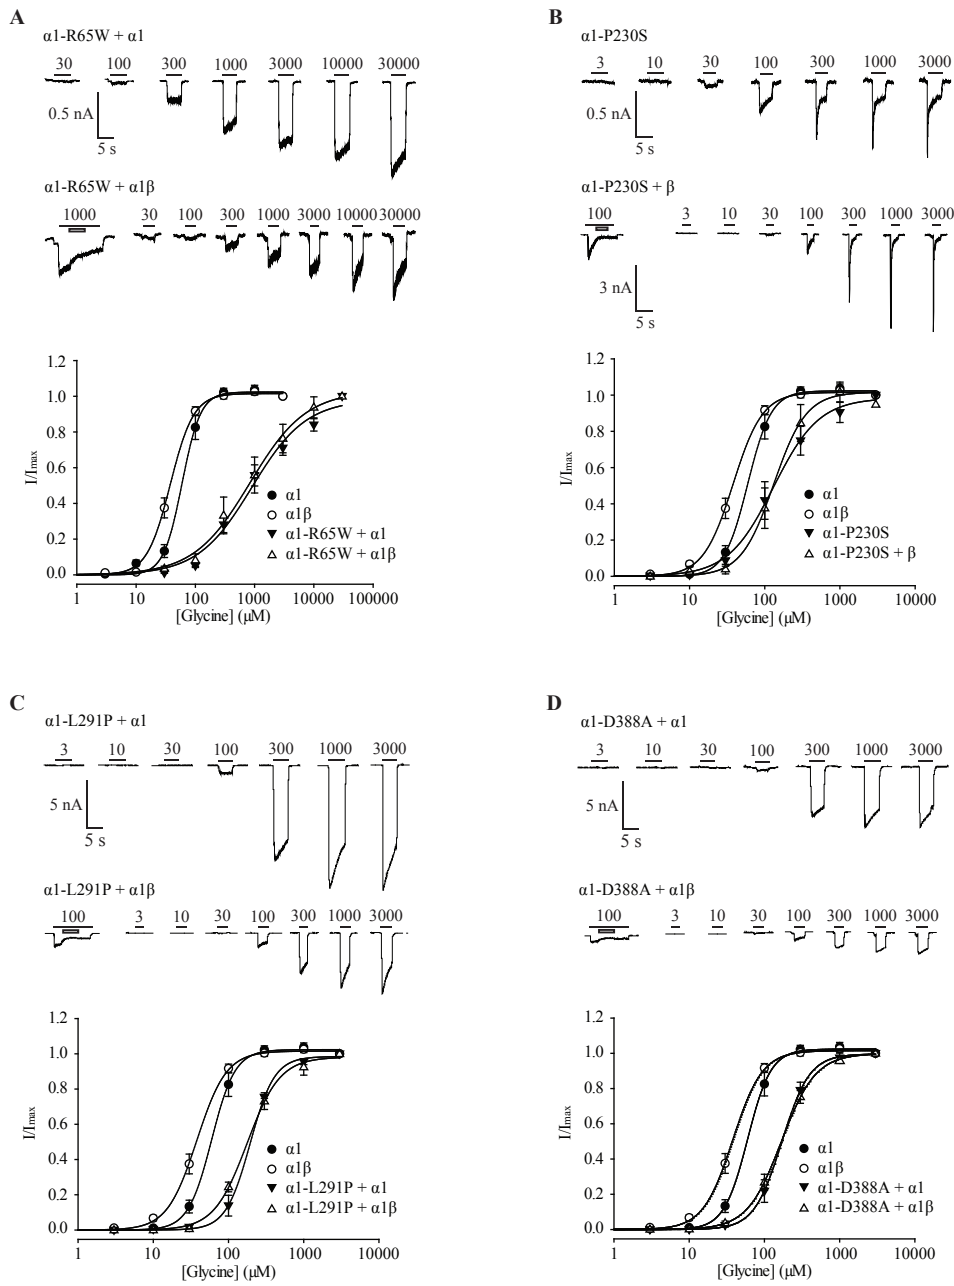 A
α1-R65W + α1
30 100 300 1000 3000 10000 30000
0.5 nA
5 s
α1-R65W + α1β
1000 30 100 300 1000 3000 10000 30000
1.2
1.0
0.8
0.6
0.4
0.2
0.0
I/Imax
α1
α1β
α1-R65W + α1
α1-R65W + α1β
1 10 100 1000 10000 100000
[Glycine] (μM)
B
α1-P230S
3 10 30 100 300 1000 3000
0.5 nA
5 s
α1-P230S + β
100 3 10 30 100 300 1000 3000
3 nA
5 s
1.2
1.0
0.8
0.6
0.4
0.2
0.0
I/Imax
α1
α1β
α1-P230S
α1-P230S + β
1 10 100 1000 10000
[Glycine] (μM)
C
α1-L291P + α1
3 10 30 100 300 1000 3000
5 nA
5 s
α1-L291P + α1β
100 3 10 30 100 300 1000 3000
1.2
1.0
0.8
0.6
0.4
0.2
0.0
I/Imax
α1
α1β
α1-L291P + α1
α1-L291P + α1β
1 10 100 1000 10000
[Glycine] (μM)
D
α1-D388A + α1
3 10 30 100 300 1000 3000
5 nA
5 s
α1-D388A + α1β
100 3 10 30 100 300 1000 3000
1.2
1.0
0.8
0.6
0.4
0.2
0.0
I/Imax
α1
α1β
α1-D388A + α1
α1-D388A + α1β
1 10 100 1000 10000
[Glycine] (μM)